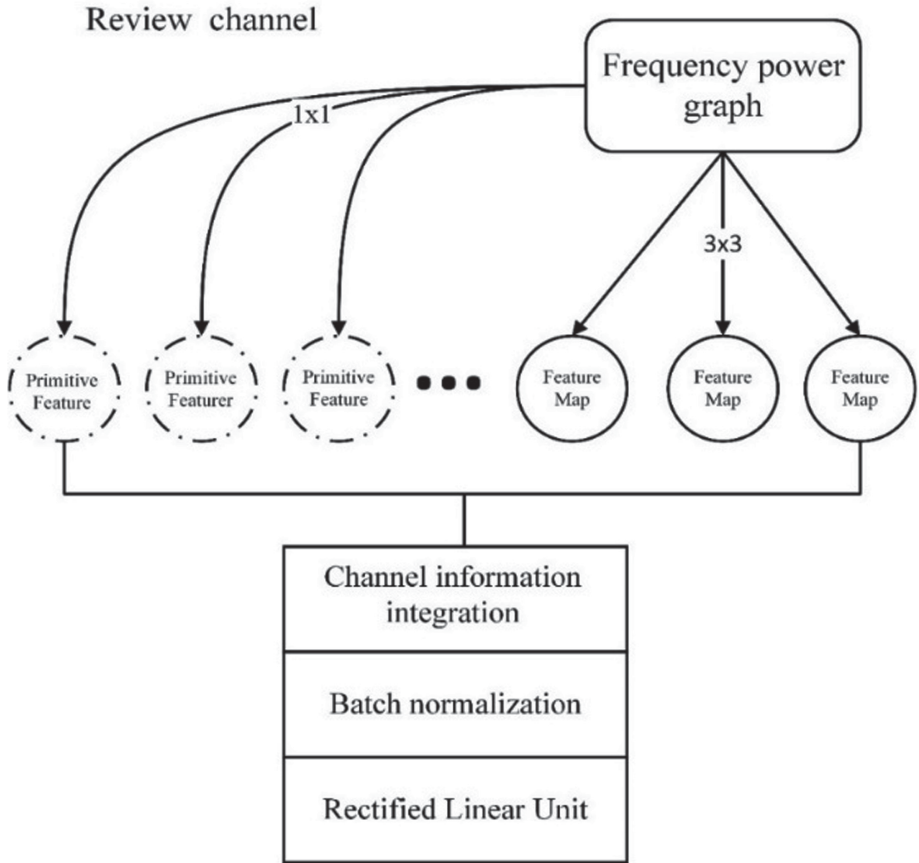 Review channel
Frequency power
graph
1x1
3x3
Primitive
Feature
Primitive
Featurer
Primitive
Feature
Feature
Map
Feature
Map
Feature
Map
Channel information
integration
Batch normalization
Rectified Linear Unit